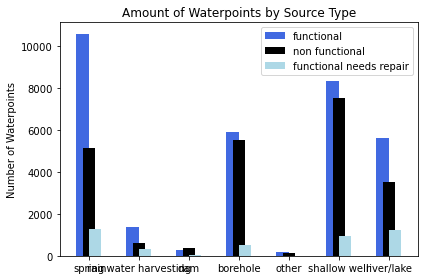 Amount of Waterpoints by Source Type
functional
non functional
functional needs repair
Number of Waterpoints
10000
8000
6000
4000
2000
0
spring rainwater harvesting dam borehole other shallow well river/lake